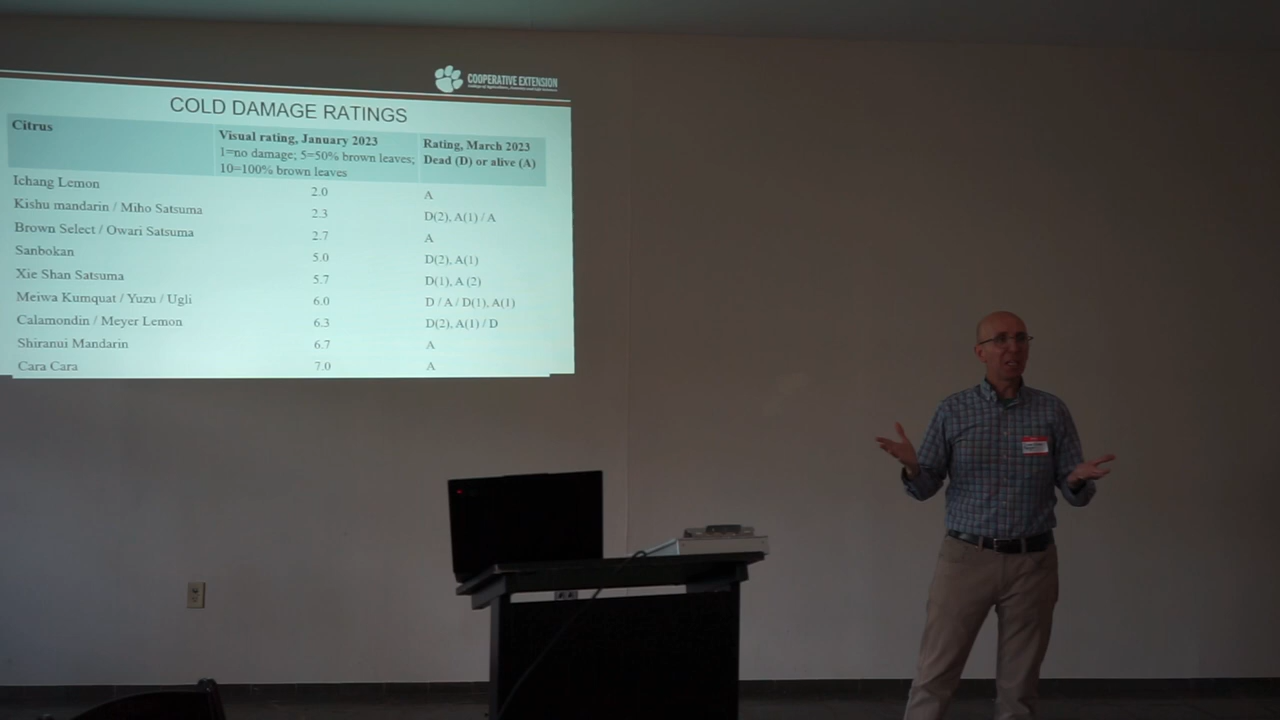 COOPERATIVE EXTENSION
COLD DAMAGE RATINGS
Citrus
Visual rating, January 2023
1=no damage; 5=50% brown leaves;
10=100% brown leaves
Rating, March 2023
Dead (D) or alive (A)
Ichang Lemon 2.0 A
Kishu mandarin / Miho Satsuma 2.3 D(2), A(1) / A
Brown Select / Owari Satsuma 2.7 A
Sanbokan 5.0 D(2), A(1)
Xie Shan Satsuma 5.7 D(1), A (2)
Meiwa Kumquat / Yuzu / Ugli 6.0 D / A / D(1), A(1)
Calamondin / Meyer Lemon 6.3 D(2), A(1) / D
Shiranui Mandarin 6.7 A
Cara Cara 7.0 A